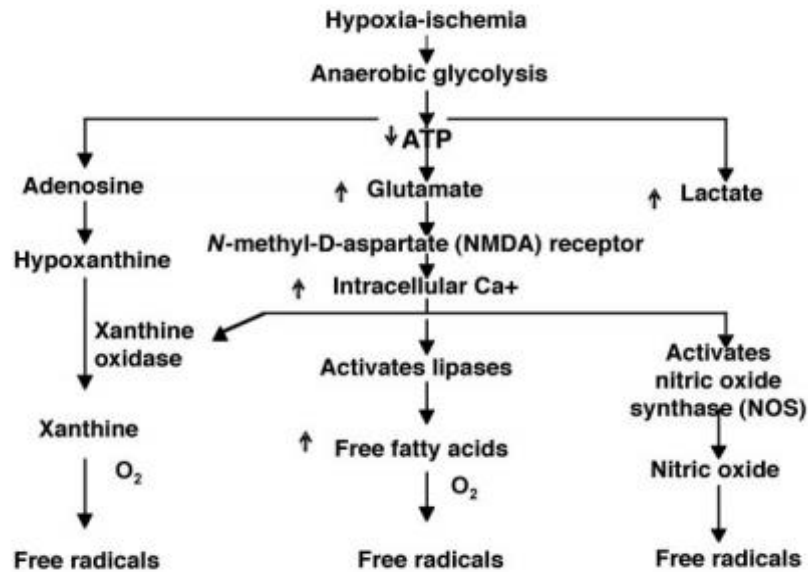 Hypoxia-ischemia
Anaerobic glycolysis
↓ATP
Adenosine
↑ Glutamate
↑ Lactate
N-methyl-D-aspartate (NMDA) receptor
Hypoxanthine
↑ Intracellular Ca+
Xanthine
oxidase
Activates lipases
Activates
nitric oxide
synthase (NOS)
Xanthine
↑ Free fatty acids
O₂
O₂
Nitric oxide
Free radicals
Free radicals
Free radicals